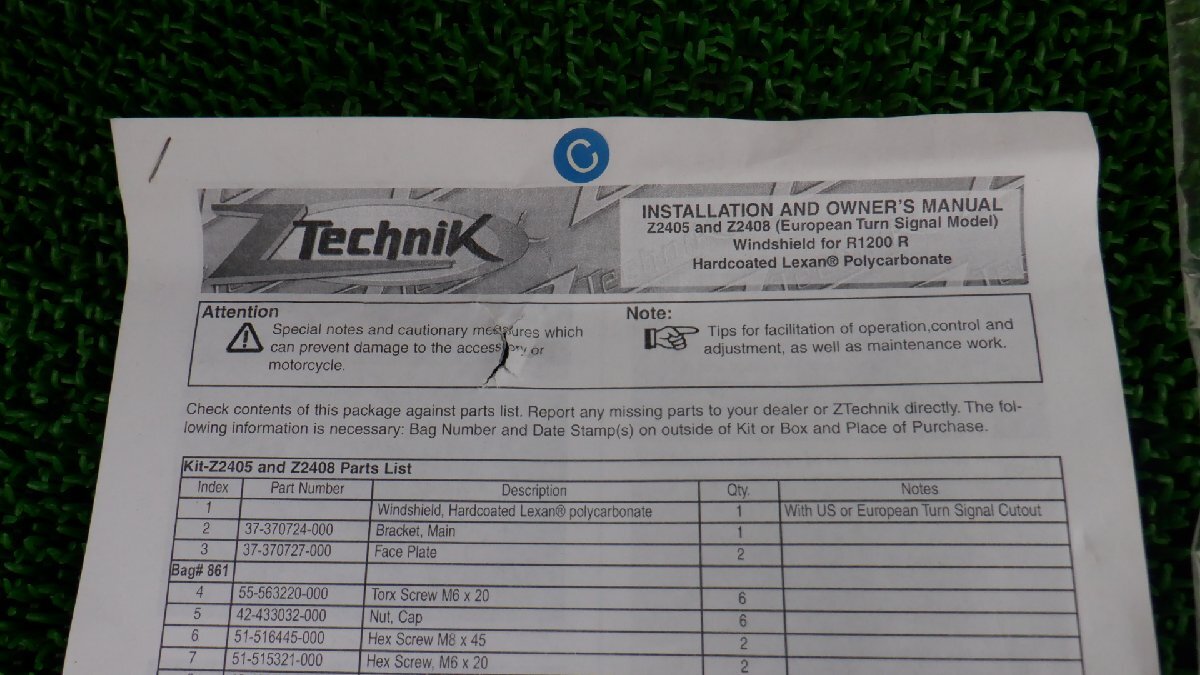 C
ZTechniK
INSTALLATION AND OWNER'S MANUAL
Z2405 and Z2408 (European Turn Signal Model)
Windshield for R1200 R
Hardcoated Lexan® Polycarbonate
Attention
Special notes and cautionary measures which
can prevent damage to the accessory or
motorcycle.
Note:
Tips for facilitation of operation,control and
adjustment, as well as maintenance work.
Check contents of this package against parts list. Report any missing parts to your dealer or ZTechnik directly. The fol-
lowing information is necessary: Bag Number and Date Stamp(s) on outside of Kit or Box and Place of Purchase.
Kit-Z2405 and Z2408 Parts List
Index Part Number Description Qty. Notes
1 Windshield, Hardcoated Lexan® polycarbonate 1 With US or European Turn Signal Cutout
2 37-370724-000 Bracket, Main 1
3 37-370727-000 Face Plate 2
Bag# 861
4 55-563220-000 Torx Screw M6 x 20 6
5 42-433032-000 Nut, Cap 6
6 51-516445-000 Hex Screw M8 x 45 2
7 51-515321-000 Hex Screw, M6 x 20 2